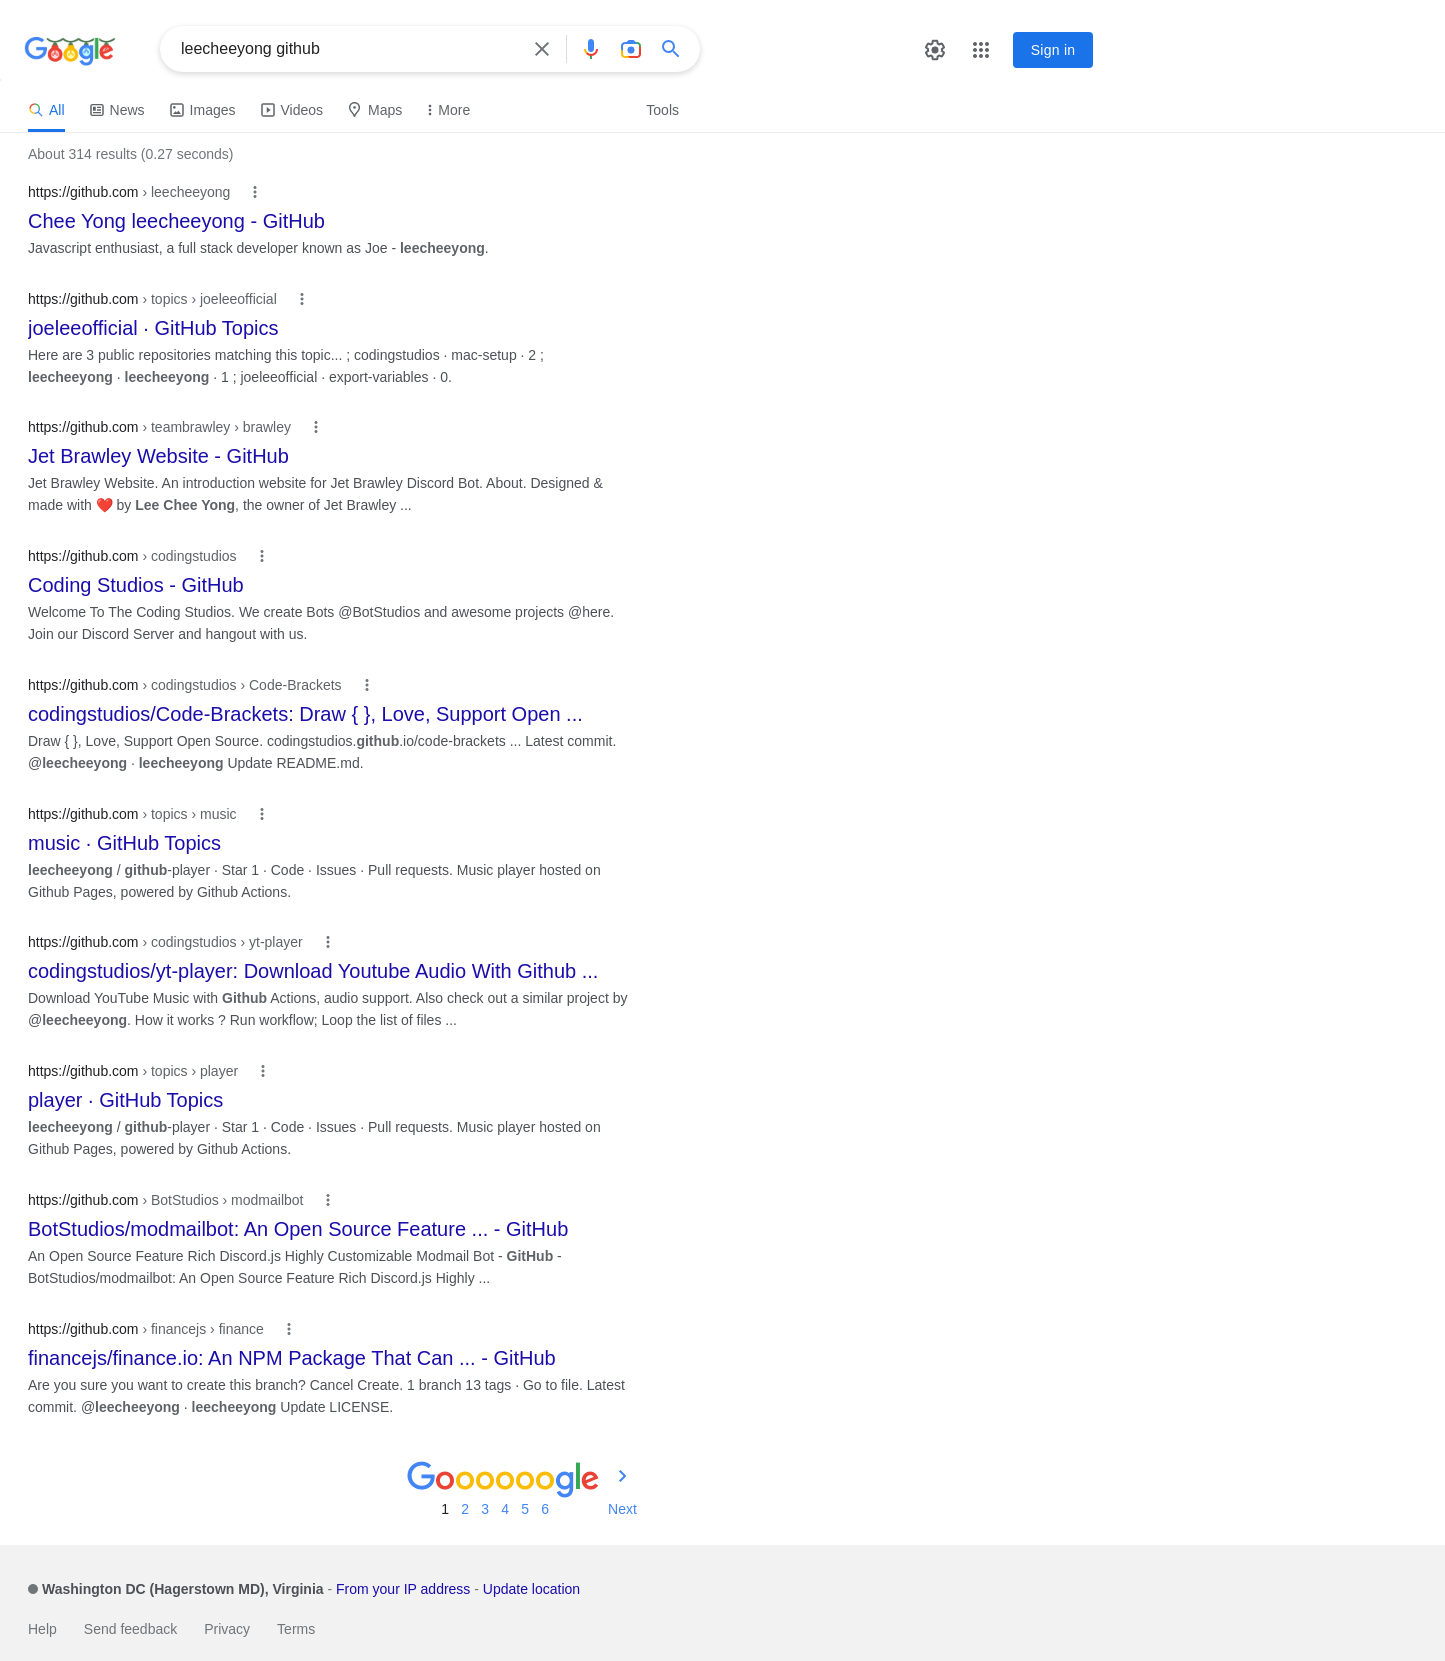 Google
leecheeyong github
Sign in
All News Images Videos Maps More Tools
About 314 results (0.27 seconds)
https://github.com › leecheeyong
Chee Yong leecheeyong - GitHub
Javascript enthusiast, a full stack developer known as Joe - leecheeyong.
https://github.com › topics › joeleeofficial
joeleeofficial · GitHub Topics
Here are 3 public repositories matching this topic... ; codingstudios · mac-setup · 2 ;
leecheeyong · leecheeyong · 1 ; joeleeofficial · export-variables · 0.
https://github.com › teambrawley › brawley
Jet Brawley Website - GitHub
Jet Brawley Website. An introduction website for Jet Brawley Discord Bot. About. Designed &
made with ❤️ by Lee Chee Yong, the owner of Jet Brawley ...
https://github.com › codingstudios
Coding Studios - GitHub
Welcome To The Coding Studios. We create Bots @BotStudios and awesome projects @here.
Join our Discord Server and hangout with us.
https://github.com › codingstudios › Code-Brackets
codingstudios/Code-Brackets: Draw { }, Love, Support Open ...
Draw { }, Love, Support Open Source. codingstudios.github.io/code-brackets ... Latest commit.
@leecheeyong · leecheeyong Update README.md.
https://github.com › topics › music
music · GitHub Topics
leecheeyong / github-player · Star 1 · Code · Issues · Pull requests. Music player hosted on
Github Pages, powered by Github Actions.
https://github.com › codingstudios › yt-player
codingstudios/yt-player: Download Youtube Audio With Github ...
Download YouTube Music with Github Actions, audio support. Also check out a similar project by
@leecheeyong. How it works ? Run workflow; Loop the list of files ...
https://github.com › topics › player
player · GitHub Topics
leecheeyong / github-player · Star 1 · Code · Issues · Pull requests. Music player hosted on
Github Pages, powered by Github Actions.
https://github.com › BotStudios › modmailbot
BotStudios/modmailbot: An Open Source Feature ... - GitHub
An Open Source Feature Rich Discord.js Highly Customizable Modmail Bot - GitHub -
BotStudios/modmailbot: An Open Source Feature Rich Discord.js Highly ...
https://github.com › financejs › finance
financejs/finance.io: An NPM Package That Can ... - GitHub
Are you sure you want to create this branch? Cancel Create. 1 branch 13 tags · Go to file. Latest
commit. @leecheeyong · leecheeyong Update LICENSE.
Goooooogle
1 2 3 4 5 6 Next
Washington DC (Hagerstown MD), Virginia - From your IP address - Update location
Help Send feedback Privacy Terms